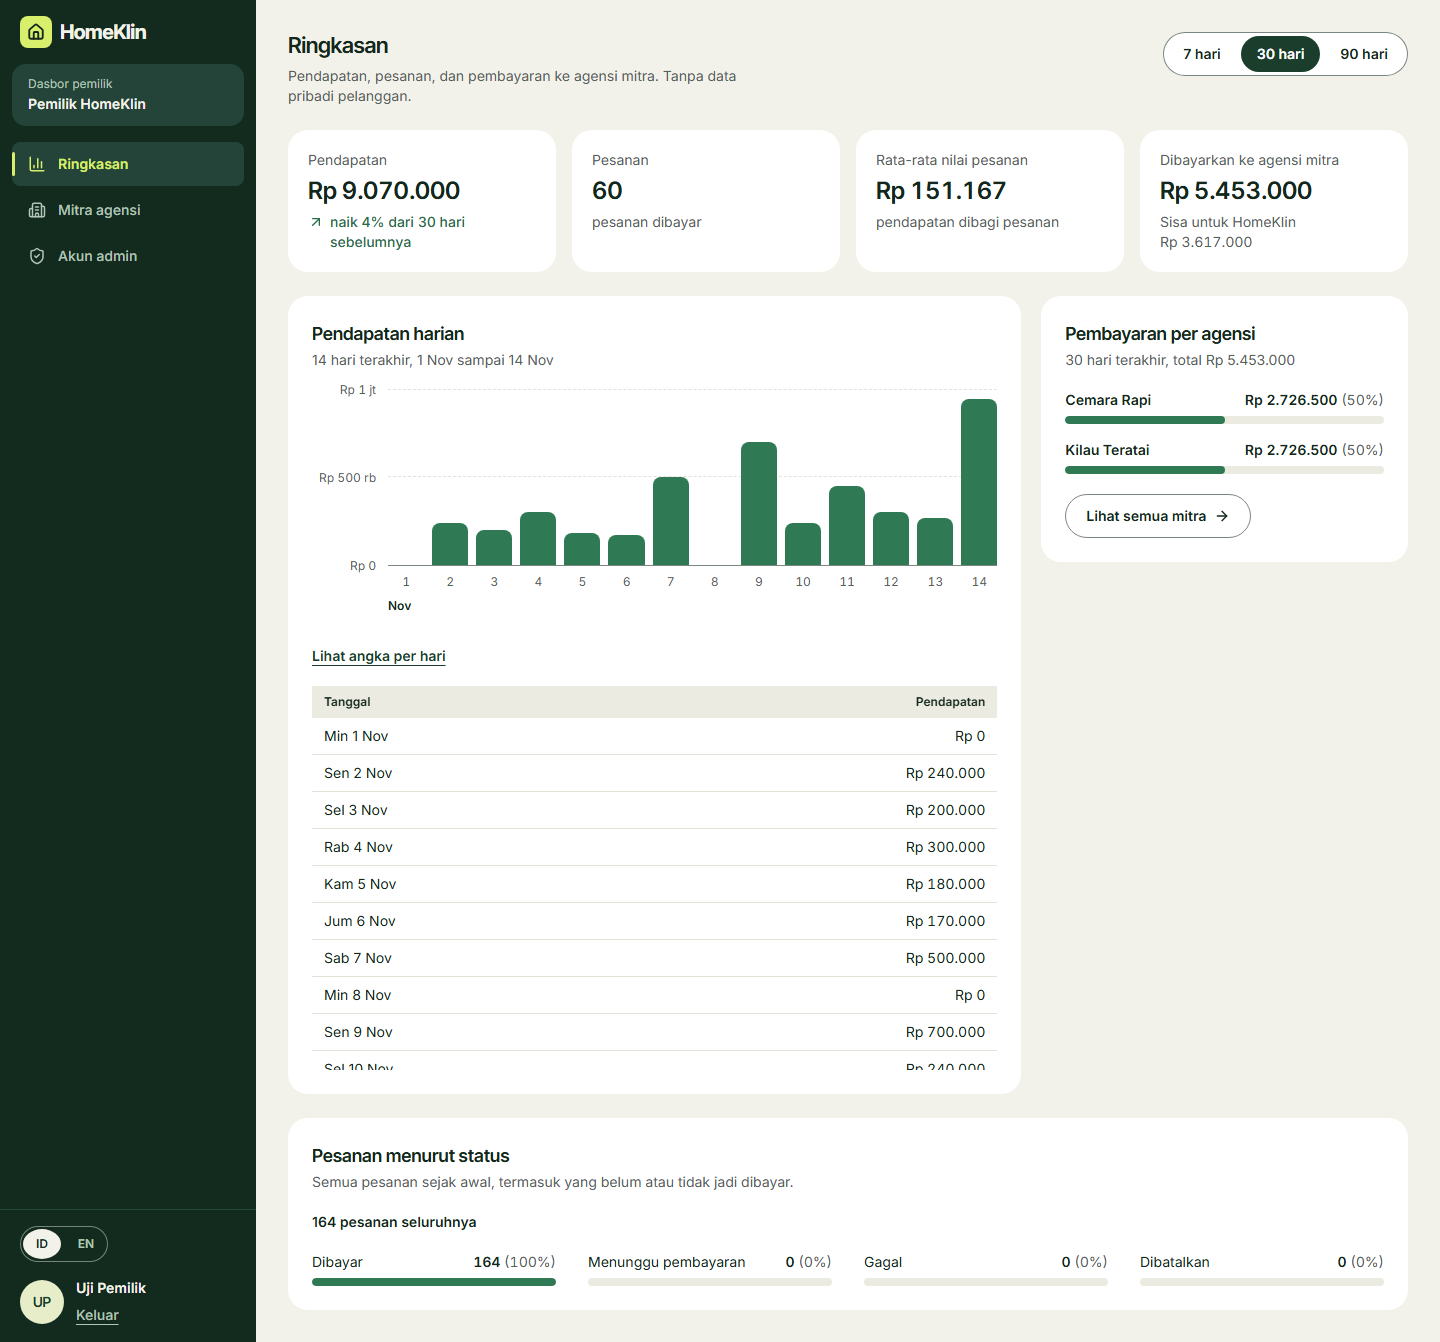 HomeKlin
Dasbor pemilik
Pemilik HomeKlin
Ringkasan
Mitra agensi
Akun admin
ID EN
UP
Uji Pemilik
Keluar
Ringkasan
Pendapatan, pesanan, dan pembayaran ke agensi mitra. Tanpa data
pribadi pelanggan.
7 hari 30 hari 90 hari
Pendapatan
Rp 9.070.000
naik 4% dari 30 hari
sebelumnya
Pesanan
60
pesanan dibayar
Rata-rata nilai pesanan
Rp 151.167
pendapatan dibagi pesanan
Dibayarkan ke agensi mitra
Rp 5.453.000
Sisa untuk HomeKlin
Rp 3.617.000
Pendapatan harian
14 hari terakhir, 1 Nov sampai 14 Nov
Rp 1 jt
Rp 500 rb
Rp 0
1 2 3 4 5 6 7 8 9 10 11 12 13 14
Nov
Lihat angka per hari
Tanggal Pendapatan
Min 1 Nov Rp 0
Sen 2 Nov Rp 240.000
Sel 3 Nov Rp 200.000
Rab 4 Nov Rp 300.000
Kam 5 Nov Rp 180.000
Jum 6 Nov Rp 170.000
Sab 7 Nov Rp 500.000
Min 8 Nov Rp 0
Sen 9 Nov Rp 700.000
Sel 10 Nov Rp 240.000
Pembayaran per agensi
30 hari terakhir, total Rp 5.453.000
Cemara Rapi Rp 2.726.500 (50%)
Kilau Teratai Rp 2.726.500 (50%)
Lihat semua mitra
Pesanan menurut status
Semua pesanan sejak awal, termasuk yang belum atau tidak jadi dibayar.
164 pesanan seluruhnya
Dibayar 164 (100%)
Menunggu pembayaran 0 (0%)
Gagal 0 (0%)
Dibatalkan 0 (0%)